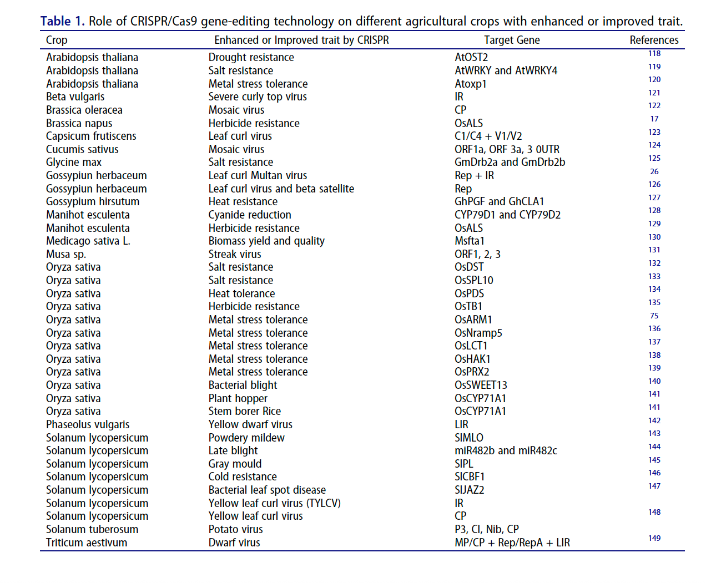 Table 1. Role of CRISPR/Cas9 gene-editing technology on different agricultural crops with enhanced or improved trait.
Crop Enhanced or Improved trait by CRISPR Target Gene References
Arabidopsis thaliana Drought resistance AtOST2 118
Arabidopsis thaliana Salt resistance AtWRKY and AtWRKY4 119
Arabidopsis thaliana Metal stress tolerance Atoxp1 120
Beta vulgaris Severe curly top virus IR 121
Brassica oleracea Mosaic virus CP 122
Brassica napus Herbicide resistance OsALS 17
Capsicum frutiscens Leaf curl virus C1/C4 + V1/V2 123
Cucumis sativus Mosaic virus ORF1a, ORF 3a, 3 0UTR 124
Glycine max Salt resistance GmDrb2a and GmDrb2b 125
Gossypiun herbaceum Leaf curl Multan virus Rep + IR 26
Gossypiun herbaceum Leaf curl virus and beta satellite Rep 126
Gossypium hirsutum Heat resistance GhPGF and GhCLA1 127
Manihot esculenta Cyanide reduction CYP79D1 and CYP79D2 128
Manihot esculenta Herbicide resistance OsALS 129
Medicago sativa L. Biomass yield and quality Msfta1 130
Musa sp. Streak virus ORF1, 2, 3 131
Oryza sativa Salt resistance OsDST 132
Oryza sativa Salt resistance OsSPL10 133
Oryza sativa Heat tolerance OsPDS 134
Oryza sativa Herbicide resistance OsTB1 135
Oryza sativa Metal stress tolerance OsARM1 75
Oryza sativa Metal stress tolerance OsNramp5 136
Oryza sativa Metal stress tolerance OsLCT1 137
Oryza sativa Metal stress tolerance OsHAK1 138
Oryza sativa Metal stress tolerance OsPRX2 139
Oryza sativa Bacterial blight OsSWEET13 140
Oryza sativa Plant hopper OsCYP71A1 141
Oryza sativa Stem borer Rice OsCYP71A1 141
Phaseolus vulgaris Yellow dwarf virus LIR 142
Solanum lycopersicum Powdery mildew SlMLO 143
Solanum lycopersicum Late blight miR482b and miR482c 144
Solanum lycopersicum Gray mould SlPL 145
Solanum lycopersicum Cold resistance SlCBF1 146
Solanum lycopersicum Bacterial leaf spot disease SlJAZ2 147
Solanum lycopersicum Yellow leaf curl virus (TYLCV) IR
Solanum lycopersicum Yellow leaf curl virus CP 148
Solanum tuberosum Potato virus P3, CI, Nib, CP
Triticum aestivum Dwarf virus MP/CP + Rep/RepA + LIR 149